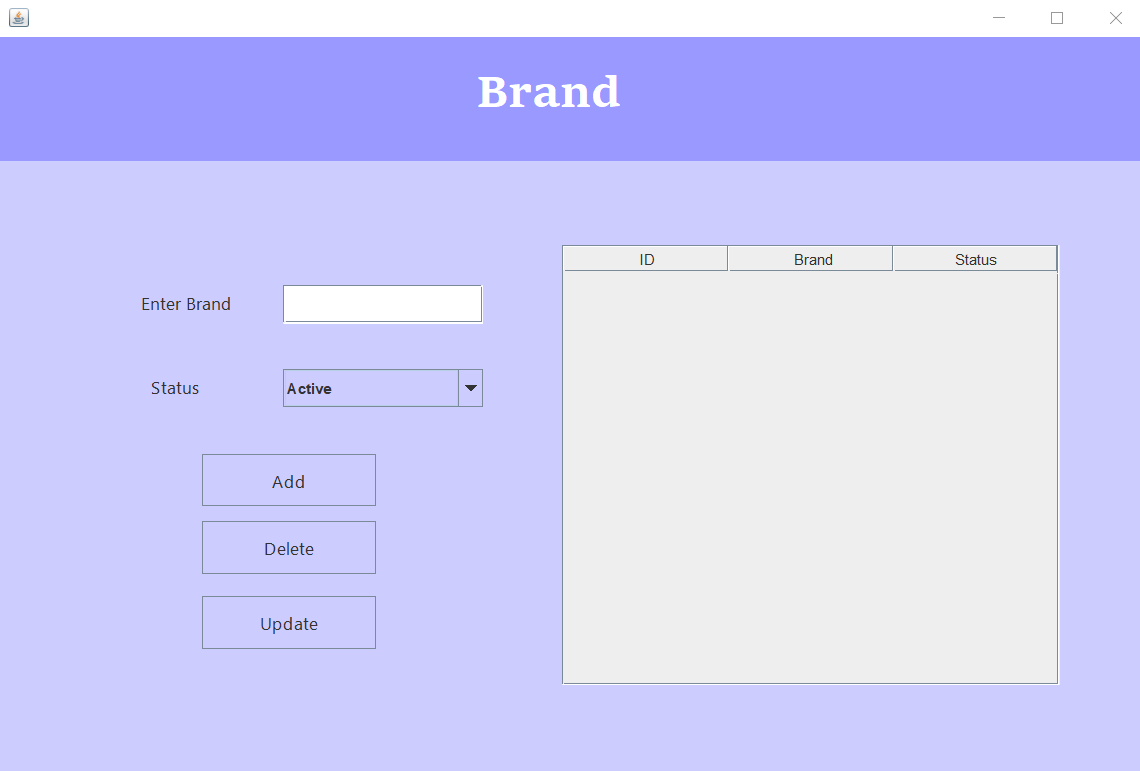 Brand
Enter Brand
Status
Active
Add
Delete
Update
ID Brand Status